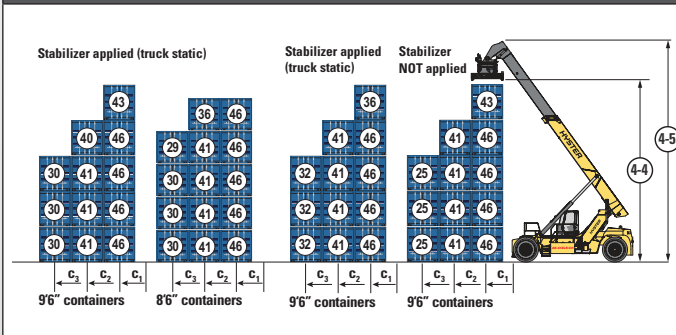 Stabilizer applied (truck static)
Stabilizer applied
(truck static)
Stabilizer
NOT applied
43
40 46
30 41 46
30 41 46
30 41 46
C3 C2 C1
9'6" containers
36 46
29 41 46
30 41 46
30 41 46
30 41 46
C3 C2 C1
8'6" containers
36
41 46
32 41 46
32 41 46
32 41 46
C3 C2 C1
9'6" containers
43
41 46
25 41 46
25 41 46
25 41 46
C3 C2 C1
9'6" containers
HYSTER
HYSTER
4-4
4-5